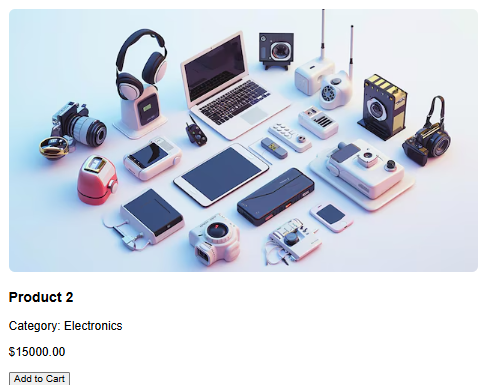 Product 2
Category: Electronics
$15000.00
Add to Cart